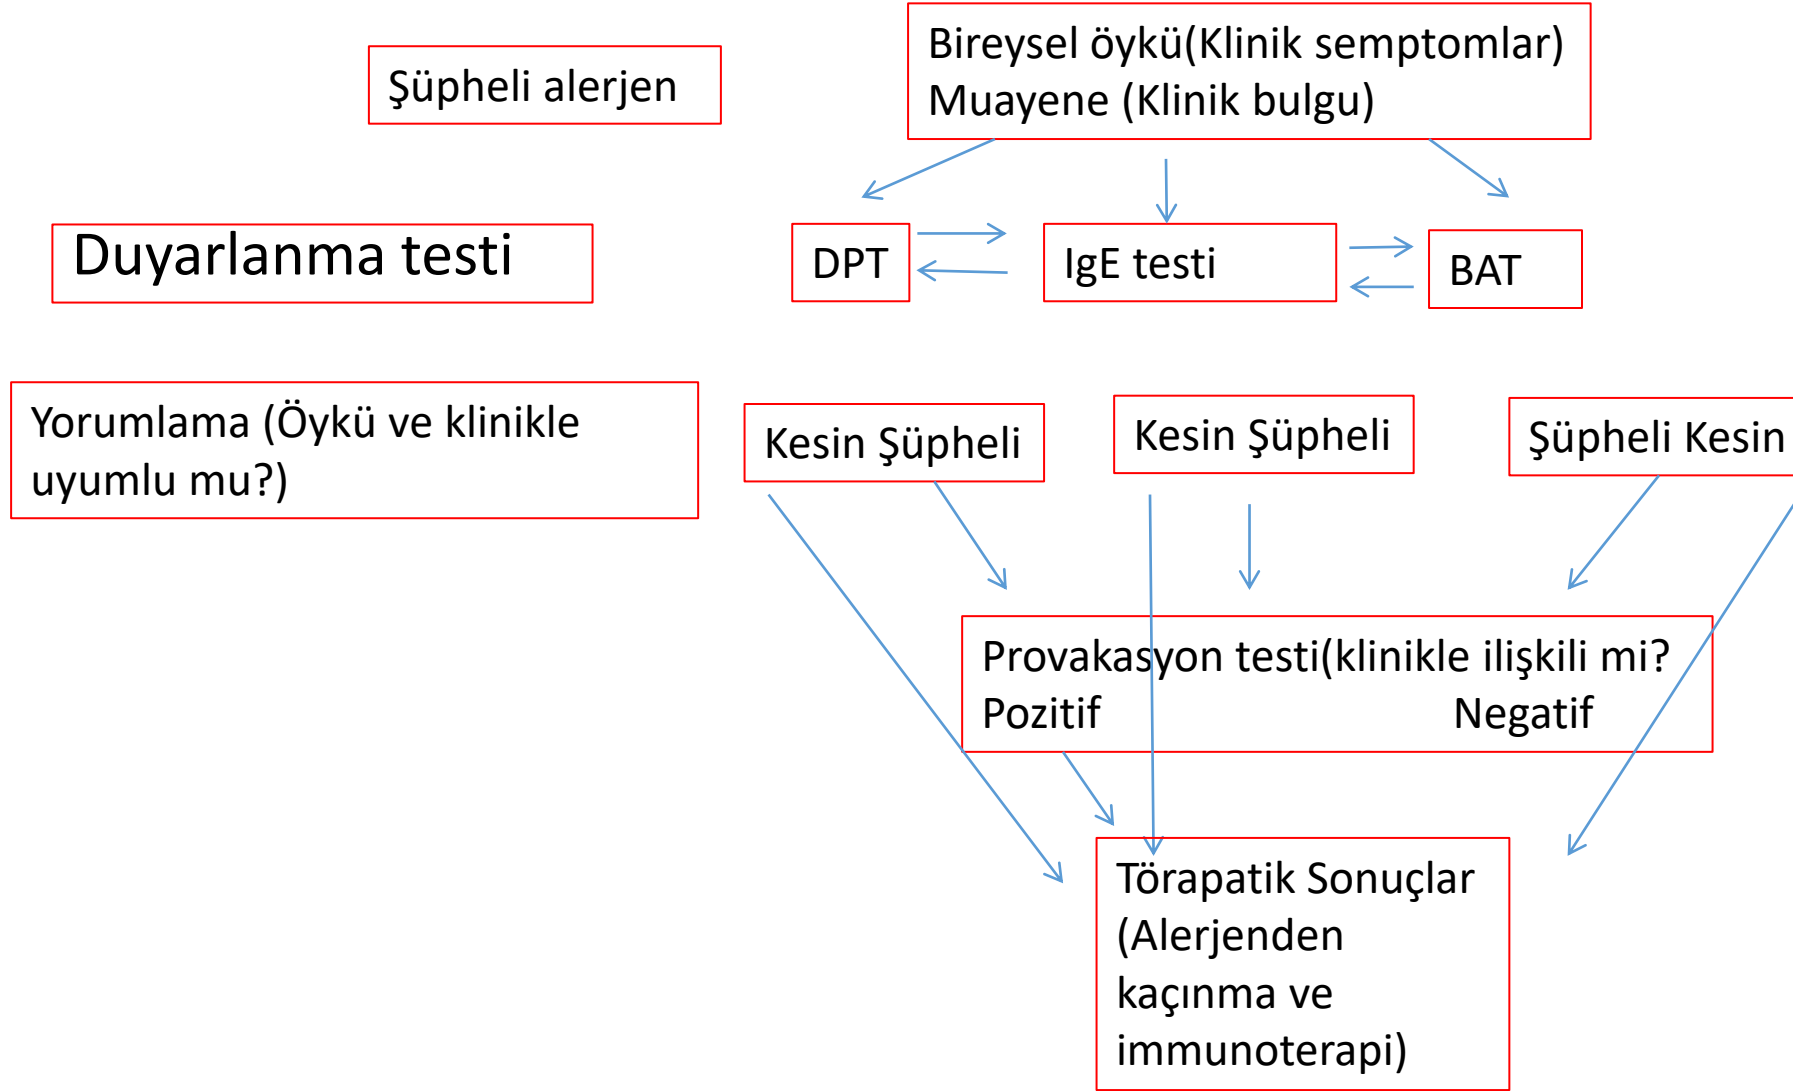 Şüpheli alerjen
Bireysel öykü(Klinik semptomlar)
Muayene (Klinik bulgu)
Duyarlanma testi
DPT
IgE testi
BAT
Yorumlama (Öykü ve klinikle
uyumlu mu?)
Kesin Şüpheli
Kesin Şüpheli
Şüpheli Kesin
Provakasyon testi(klinikle ilişkili mi?
Pozitif Negatif
Törapatik Sonuçlar
(Alerjenden
kaçınma ve
immunoterapi)